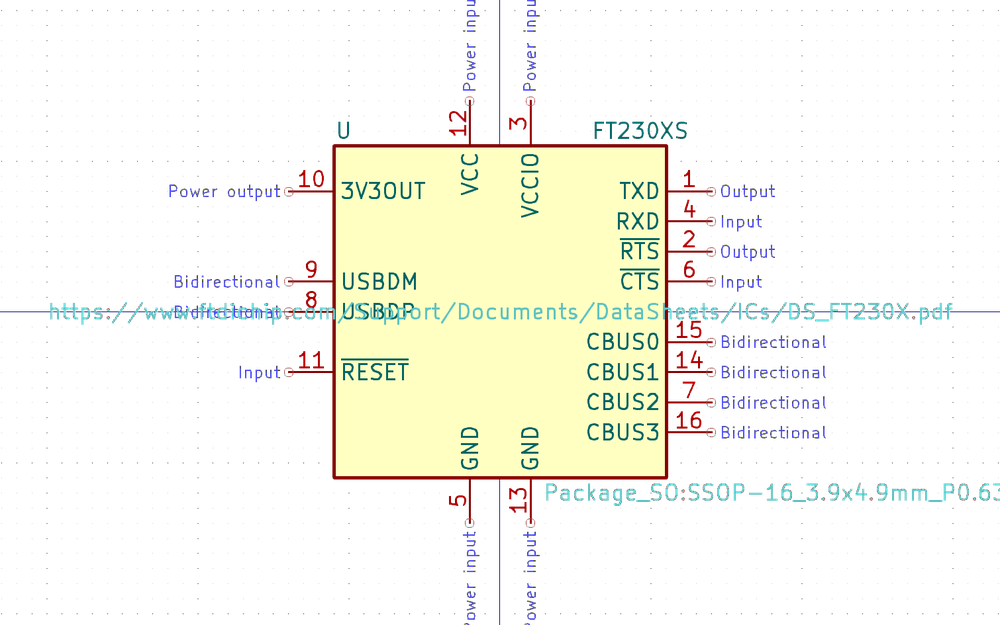 Power input
Power input
12
3
U
FT230XS
VCC
VCCIO
Power output
10
3V3OUT
TXD
1
Output
RXD
4
Input
RTS
2
Output
Bidirectional
9
USBDM
CTS
6
Input
Bidirectional
8
USBDP
https://www.ftdichip.com/Support/Documents/DataSheets/ICs/DS_FT230X.pdf
CBUS0
15
Bidirectional
Input
11
RESET
CBUS1
14
Bidirectional
CBUS2
7
Bidirectional
CBUS3
16
Bidirectional
GND
GND
5
13
Package_SO:SSOP-16_3.9x4.9mm_P0.63
Power input
Power input